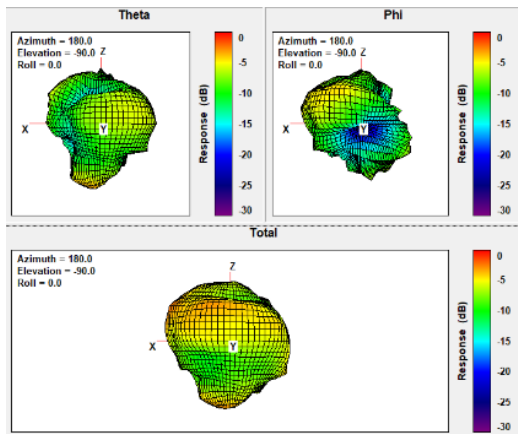 Theta
Azimuth = 180.0
Elevation = -90.0
Roll = 0.0
Z
X
Y
0
-5
-10
-15
-20
-25
-30
Response (dB)
Phi
Azimuth = 180.0
Elevation = -90.0
Roll = 0.0
Z
X
Y
0
-5
-10
-15
-20
-25
-30
Response (dB)
Total
Azimuth = 180.0
Elevation = -90.0
Roll = 0.0
Z
X
Y
0
-5
-10
-15
-20
-25
-30
Response (dB)